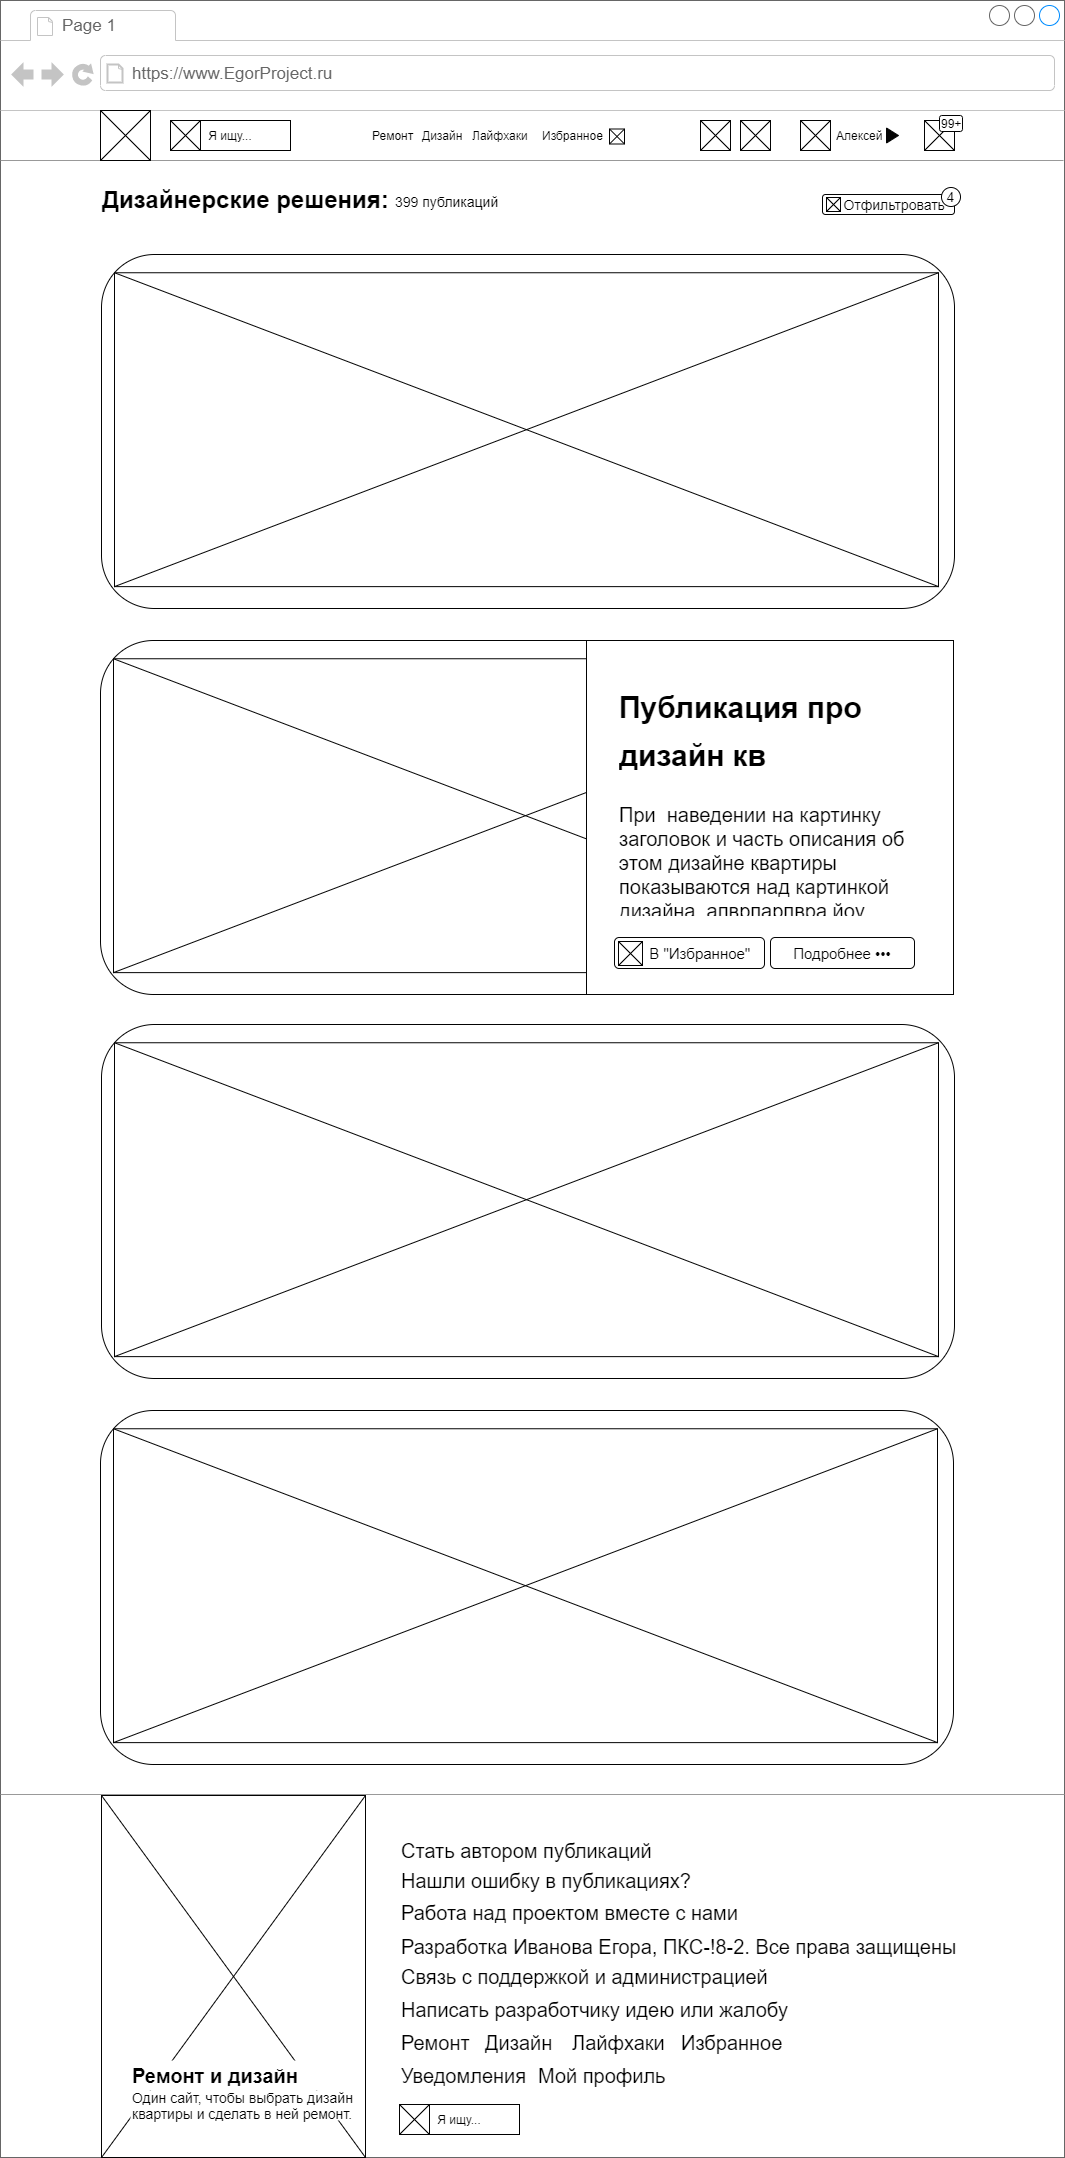 Page 1
https://www.EgorProject.ru
Я ищу...
Ремонт Дизайн Лайфхаки Избранное
Алексей
99+
Дизайнерские решения: 399 публикаций
Отфильтровать
4
Публикация про
дизайн кв
При наведении на картинку
заголовок и часть описания об
этом дизайне квартиры
показываются над картинкой
дизайна апврпарпвра йоу
В "Избранное"
Подробнее •••
Стать автором публикаций
Нашли ошибку в публикациях?
Работа над проектом вместе с нами
Разработка Иванова Егора, ПКС-!8-2. Все права защищены
Связь с поддержкой и администрацией
Написать разработчику идею или жалобу
Ремонт Дизайн Лайфхаки Избранное
Уведомления Мой профиль
Я ищу...
Ремонт и дизайн
Один сайт, чтобы выбрать дизайн
квартиры и сделать в ней ремонт.